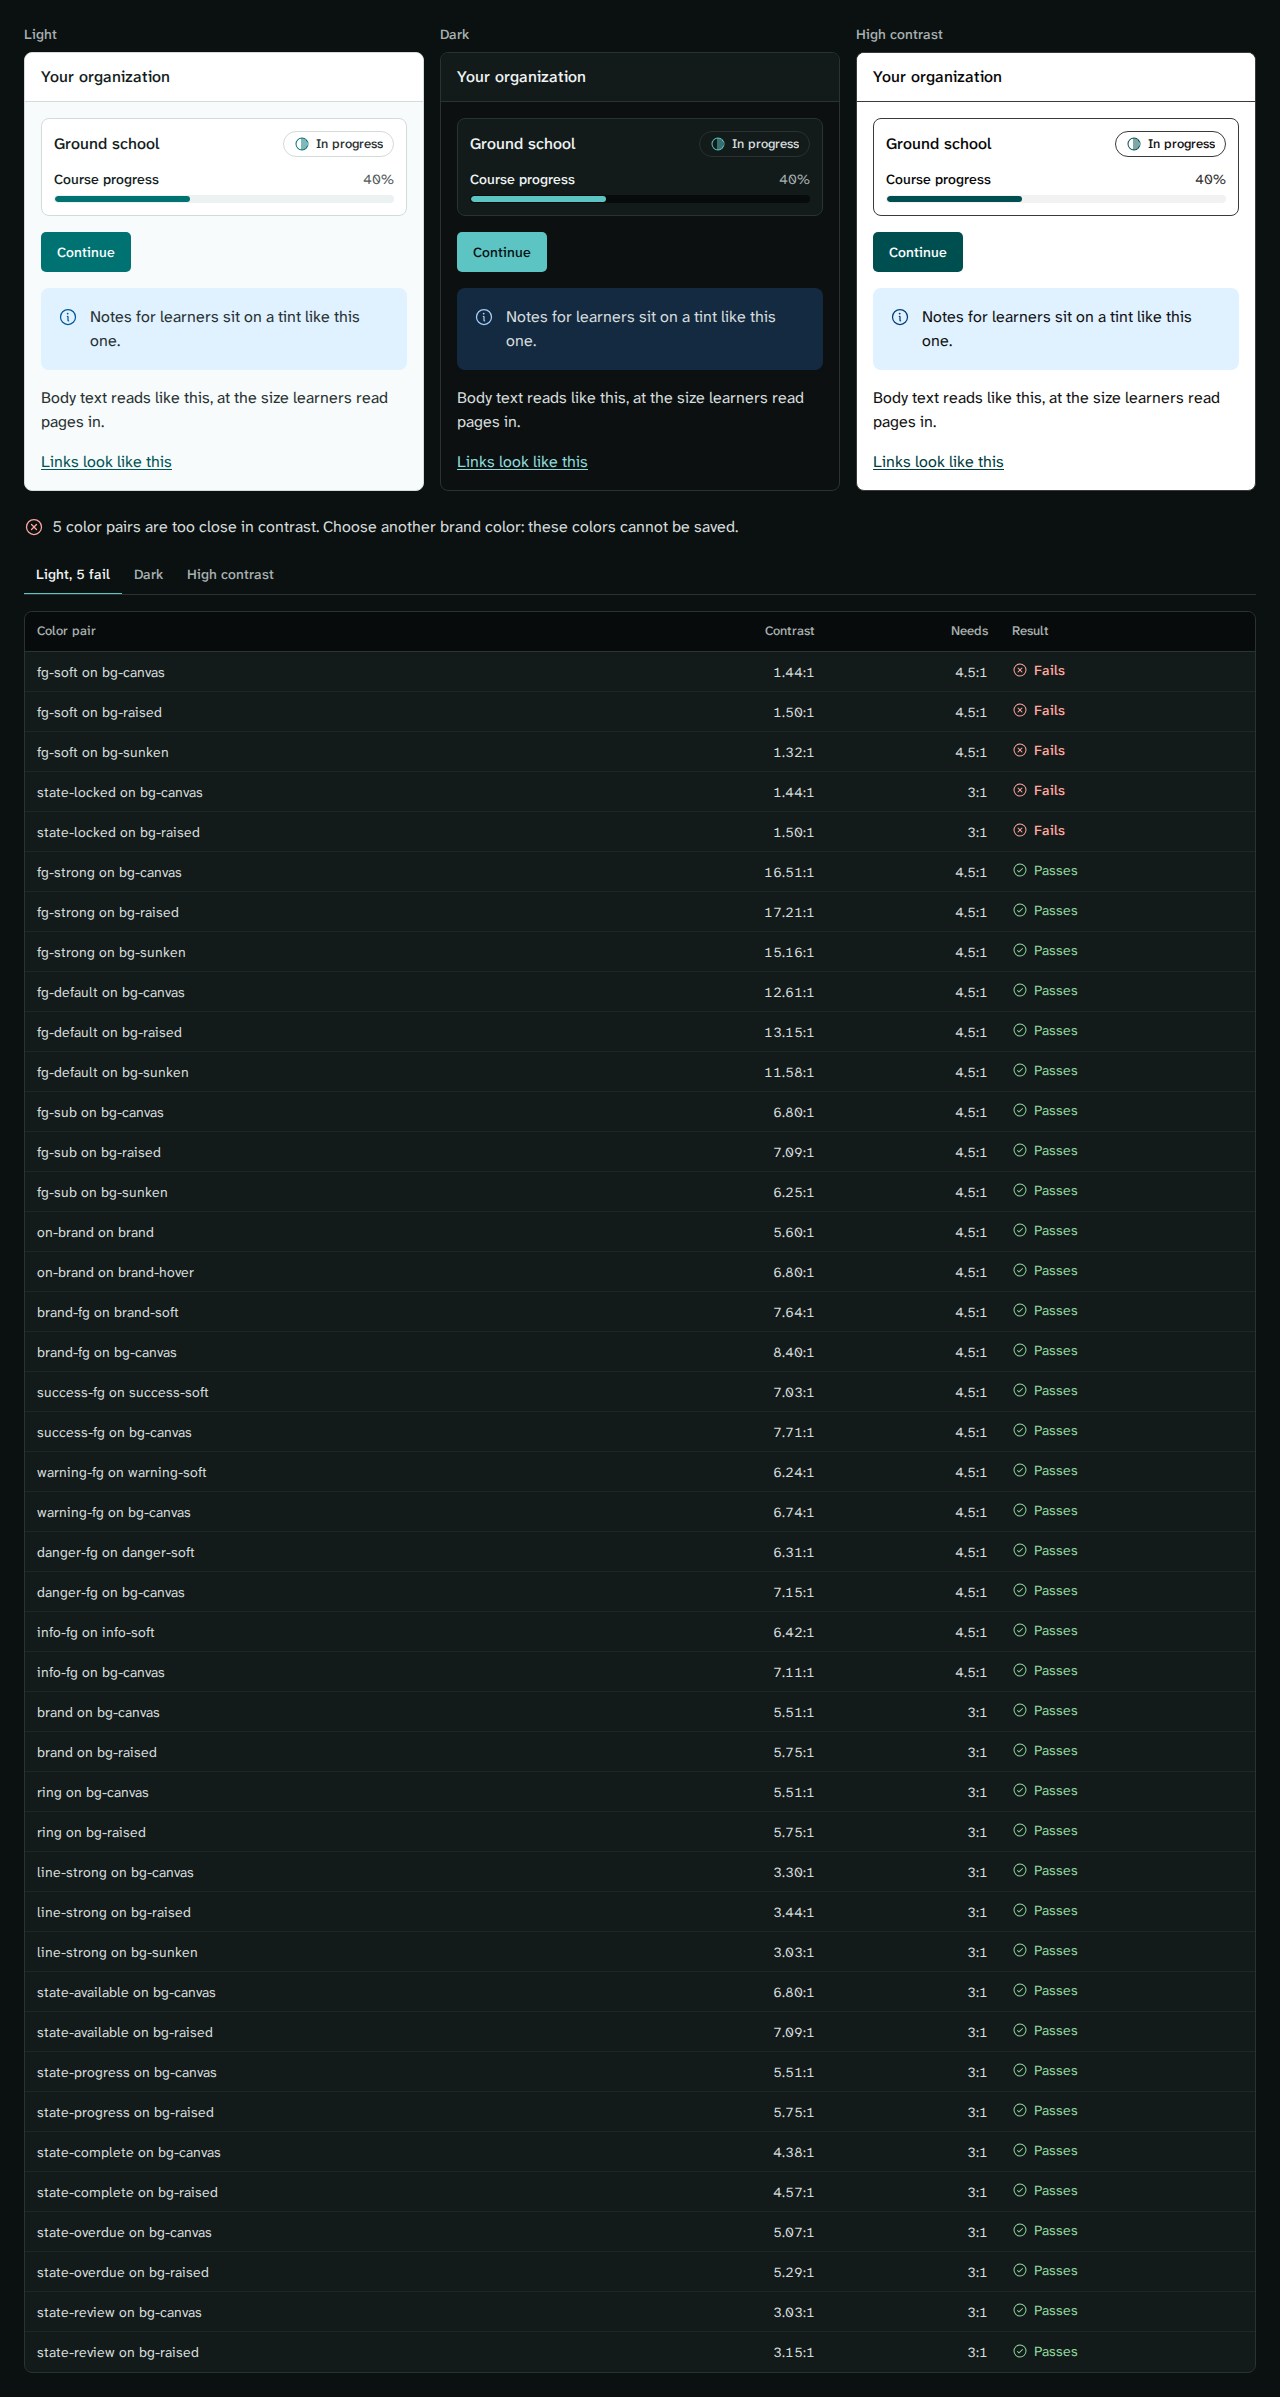 Light
Your organization
Ground school
In progress
Course progress
40%
Continue
Notes for learners sit on a tint like this
one.
Body text reads like this, at the size learners read
pages in.
Links look like this
Dark
Your organization
Ground school
In progress
Course progress
40%
Continue
Notes for learners sit on a tint like this
one.
Body text reads like this, at the size learners read
pages in.
Links look like this
High contrast
Your organization
Ground school
In progress
Course progress
40%
Continue
Notes for learners sit on a tint like this
one.
Body text reads like this, at the size learners read
pages in.
Links look like this
5 color pairs are too close in contrast. Choose another brand color: these colors cannot be saved.
Light, 5 fail Dark High contrast
Color pair Contrast Needs Result
fg-soft on bg-canvas 1.44:1 4.5:1 Fails
fg-soft on bg-raised 1.50:1 4.5:1 Fails
fg-soft on bg-sunken 1.32:1 4.5:1 Fails
state-locked on bg-canvas 1.44:1 3:1 Fails
state-locked on bg-raised 1.50:1 3:1 Fails
fg-strong on bg-canvas 16.51:1 4.5:1 Passes
fg-strong on bg-raised 17.21:1 4.5:1 Passes
fg-strong on bg-sunken 15.16:1 4.5:1 Passes
fg-default on bg-canvas 12.61:1 4.5:1 Passes
fg-default on bg-raised 13.15:1 4.5:1 Passes
fg-default on bg-sunken 11.58:1 4.5:1 Passes
fg-sub on bg-canvas 6.80:1 4.5:1 Passes
fg-sub on bg-raised 7.09:1 4.5:1 Passes
fg-sub on bg-sunken 6.25:1 4.5:1 Passes
on-brand on brand 5.60:1 4.5:1 Passes
on-brand on brand-hover 6.80:1 4.5:1 Passes
brand-fg on brand-soft 7.64:1 4.5:1 Passes
brand-fg on bg-canvas 8.40:1 4.5:1 Passes
success-fg on success-soft 7.03:1 4.5:1 Passes
success-fg on bg-canvas 7.71:1 4.5:1 Passes
warning-fg on warning-soft 6.24:1 4.5:1 Passes
warning-fg on bg-canvas 6.74:1 4.5:1 Passes
danger-fg on danger-soft 6.31:1 4.5:1 Passes
danger-fg on bg-canvas 7.15:1 4.5:1 Passes
info-fg on info-soft 6.42:1 4.5:1 Passes
info-fg on bg-canvas 7.11:1 4.5:1 Passes
brand on bg-canvas 5.51:1 3:1 Passes
brand on bg-raised 5.75:1 3:1 Passes
ring on bg-canvas 5.51:1 3:1 Passes
ring on bg-raised 5.75:1 3:1 Passes
line-strong on bg-canvas 3.30:1 3:1 Passes
line-strong on bg-raised 3.44:1 3:1 Passes
line-strong on bg-sunken 3.03:1 3:1 Passes
state-available on bg-canvas 6.80:1 3:1 Passes
state-available on bg-raised 7.09:1 3:1 Passes
state-progress on bg-canvas 5.51:1 3:1 Passes
state-progress on bg-raised 5.75:1 3:1 Passes
state-complete on bg-canvas 4.38:1 3:1 Passes
state-complete on bg-raised 4.57:1 3:1 Passes
state-overdue on bg-canvas 5.07:1 3:1 Passes
state-overdue on bg-raised 5.29:1 3:1 Passes
state-review on bg-canvas 3.03:1 3:1 Passes
state-review on bg-raised 3.15:1 3:1 Passes